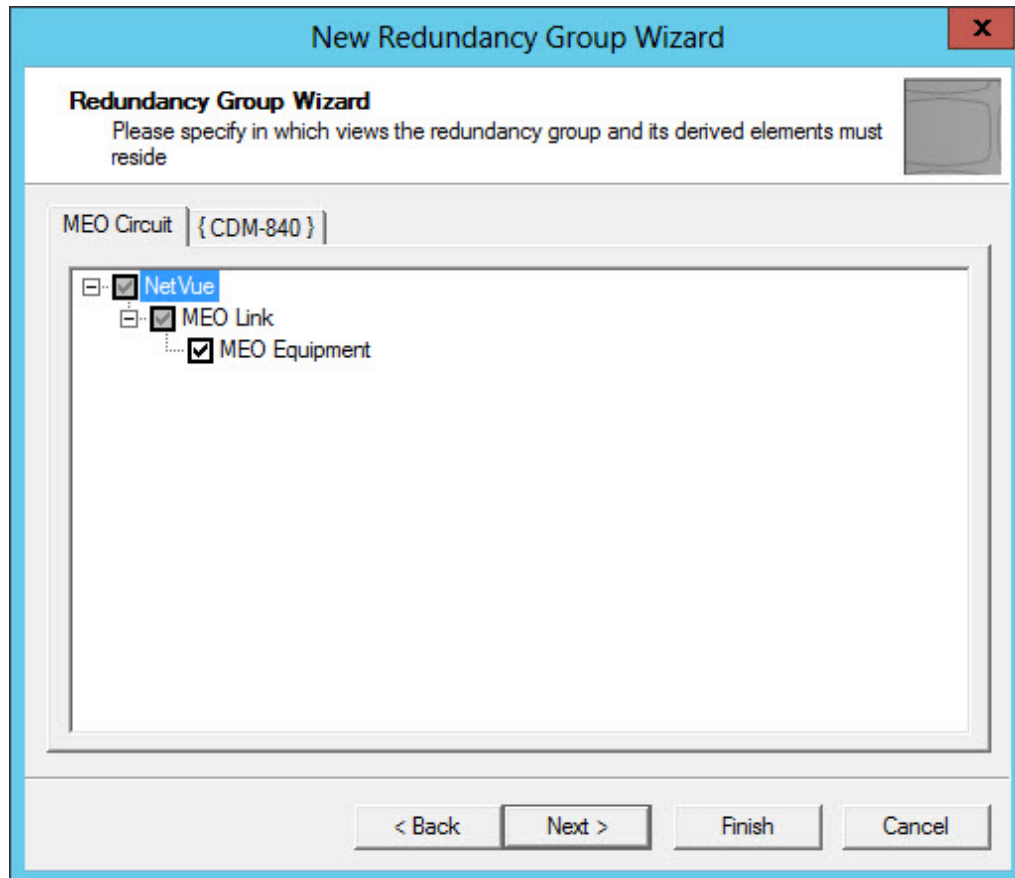 New Redundancy Group Wizard
x
Redundancy Group Wizard
Please specify in which views the redundancy group and its derived elements must
reside
MEO Circuit
{ CDM-840 }
NetVue
MEO Link
MEO Equipment
< Back
Next >
Finish
Cancel